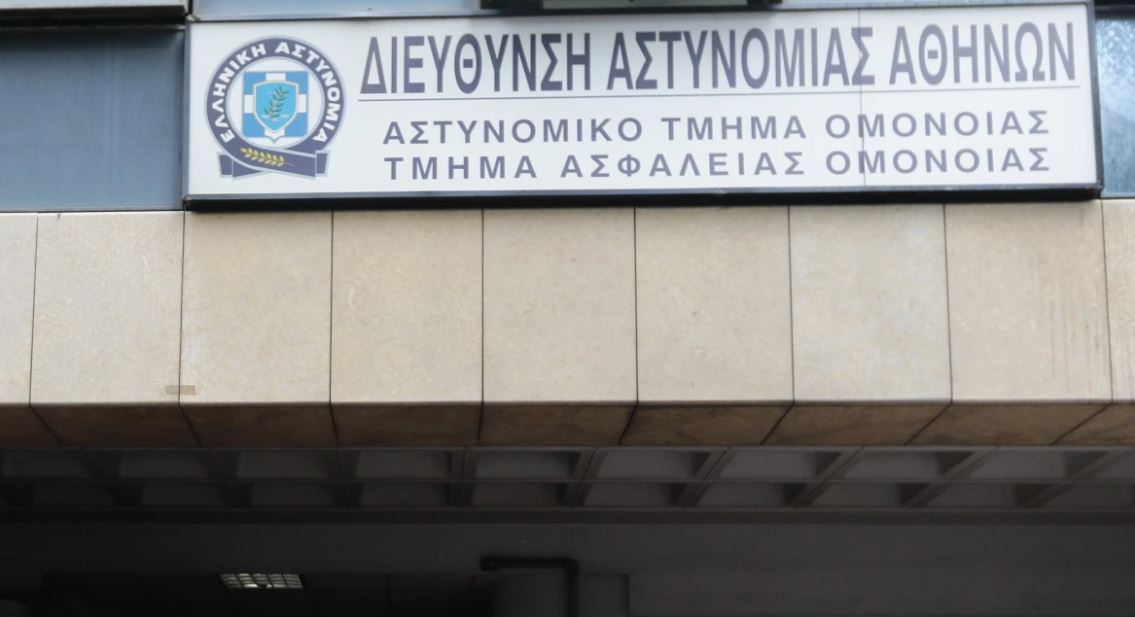 ΕΛΛΗΝΙΚΗ ΑΣΤΥΝΟΜΙΑ
ΔΙΕΥΘΥΝΣΗ ΑΣΤΥΝΟΜΙΑΣ ΑΘΗΝΩΝ
ΑΣΤΥΝΟΜΙΚΟ ΤΜΗΜΑ ΟΜΟΝΟΙΑΣ
ΤΜΗΜΑ ΑΣΦΑΛΕΙΑΣ ΟΜΟΝΟΙΑΣ